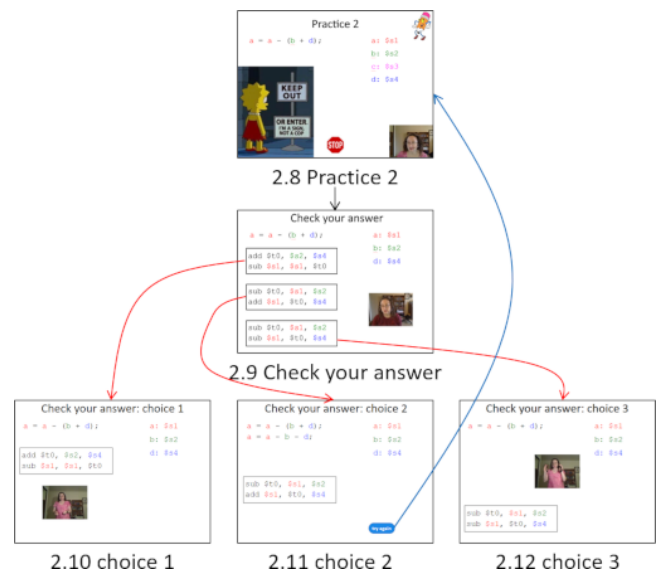 Practice 2
a = a - (b + d);
a: $s1
b: $s2
c: $s3
d: $s4
KEEP
OUT
OR ENTER
I'M A SIGN,
NOT A COP
STOP
2.8 Practice 2
Check your answer
a = a - (b + d);
a: $s1
b: $s2
d: $s4
add $t0, $s2, $s4
sub $s1, $s1, $t0
sub $t0, $s1, $s2
add $s1, $t0, $s4
sub $t0, $s1, $s2
sub $s1, $t0, $s4
2.9 Check your answer
Check your answer: choice 1
a = a - (b + d);
a: $s1
b: $s2
d: $s4
add $t0, $s2, $s4
sub $s1, $s1, $t0
2.10 choice 1
Check your answer: choice 2
a = a - (b + d);
a = a - b - d;
a: $s1
b: $s2
d: $s4
sub $t0, $s1, $s2
add $s1, $t0, $s4
try again
2.11 choice 2
Check your answer: choice 3
a = a - (b + d);
a: $s1
b: $s2
d: $s4
sub $t0, $s1, $s2
sub $s1, $t0, $s4
2.12 choice 3